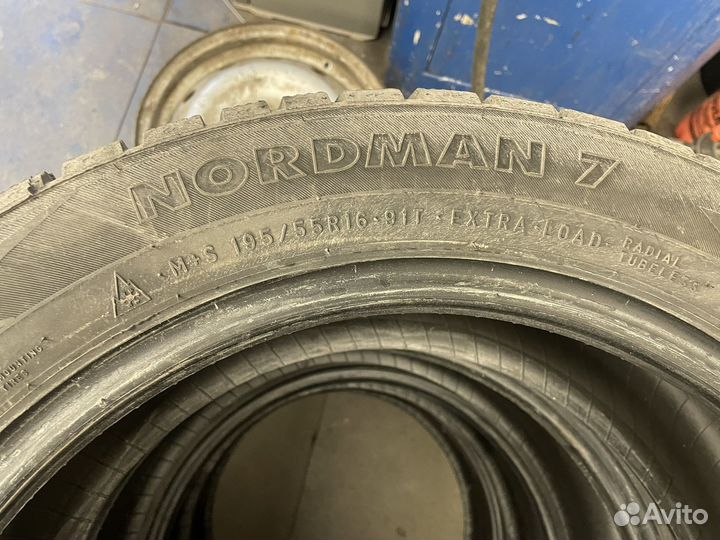 NORDMAN 7
M+S 195/55R16 91T EXTRA LOAD RADIAL
TUBELESS
Avito